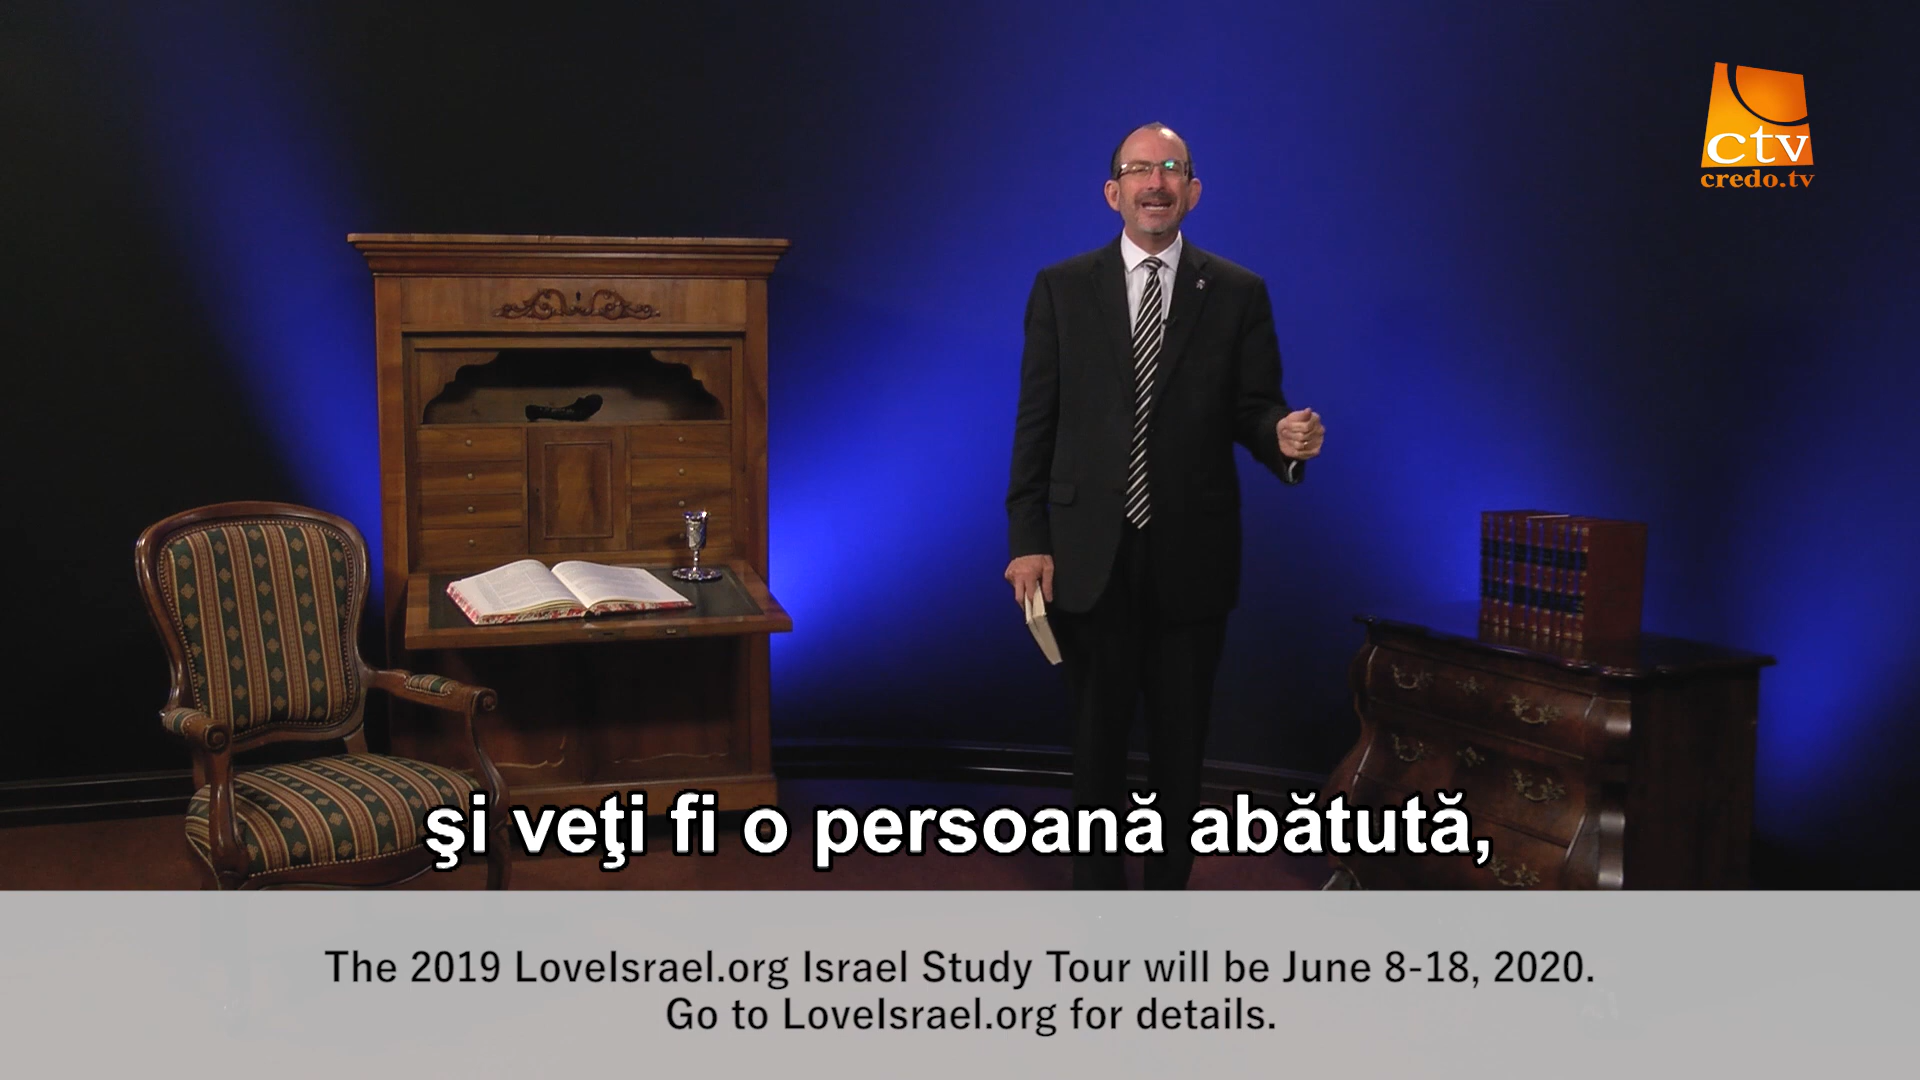 ctv
credo.tv
şi veţi fi o persoană abătută,
The 2019 LoveIsrael.org Israel Study Tour will be June 8-18, 2020.
Go to LoveIsrael.org for details.